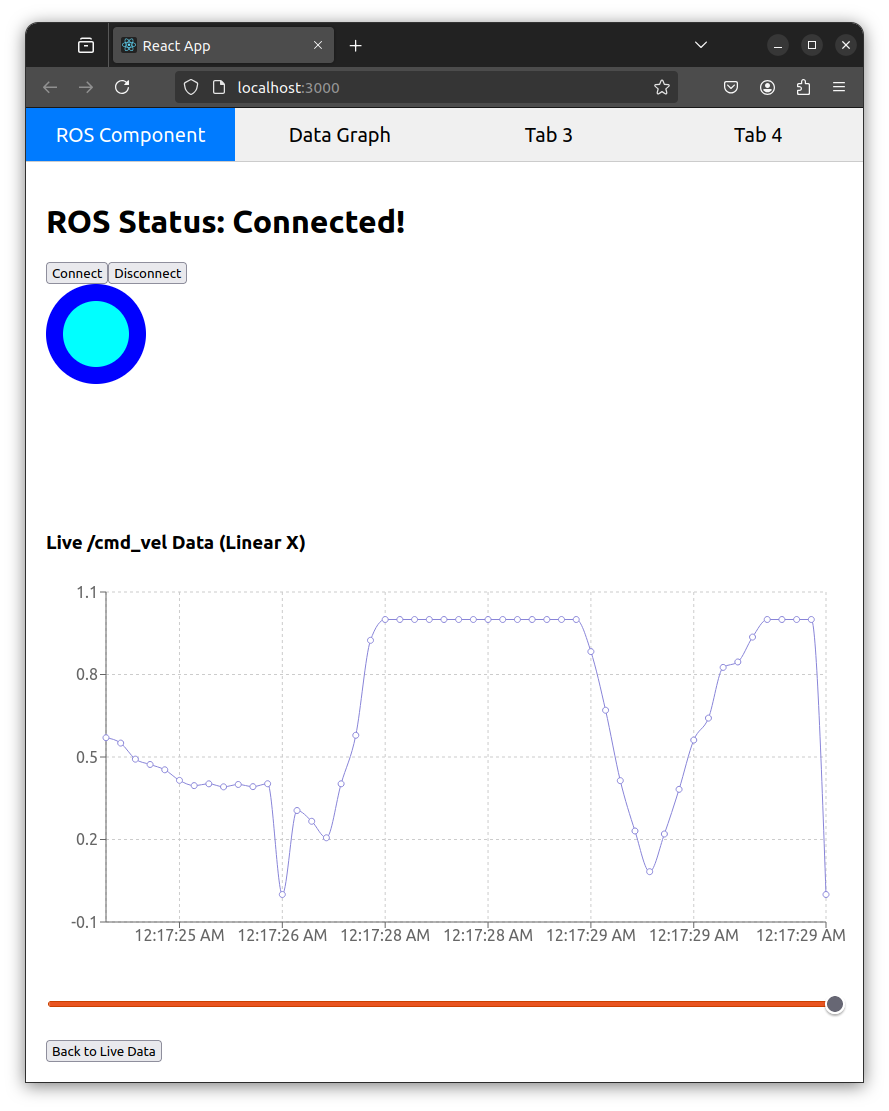 React App
localhost:3000
ROS Component Data Graph Tab 3 Tab 4
ROS Status: Connected!
Connect Disconnect
Live /cmd_vel Data (Linear X)
1.1
0.8
0.5
0.2
-0.1
12:17:25 AM 12:17:26 AM 12:17:28 AM 12:17:28 AM 12:17:29 AM 12:17:29 AM 12:17:29 AM
Back to Live Data